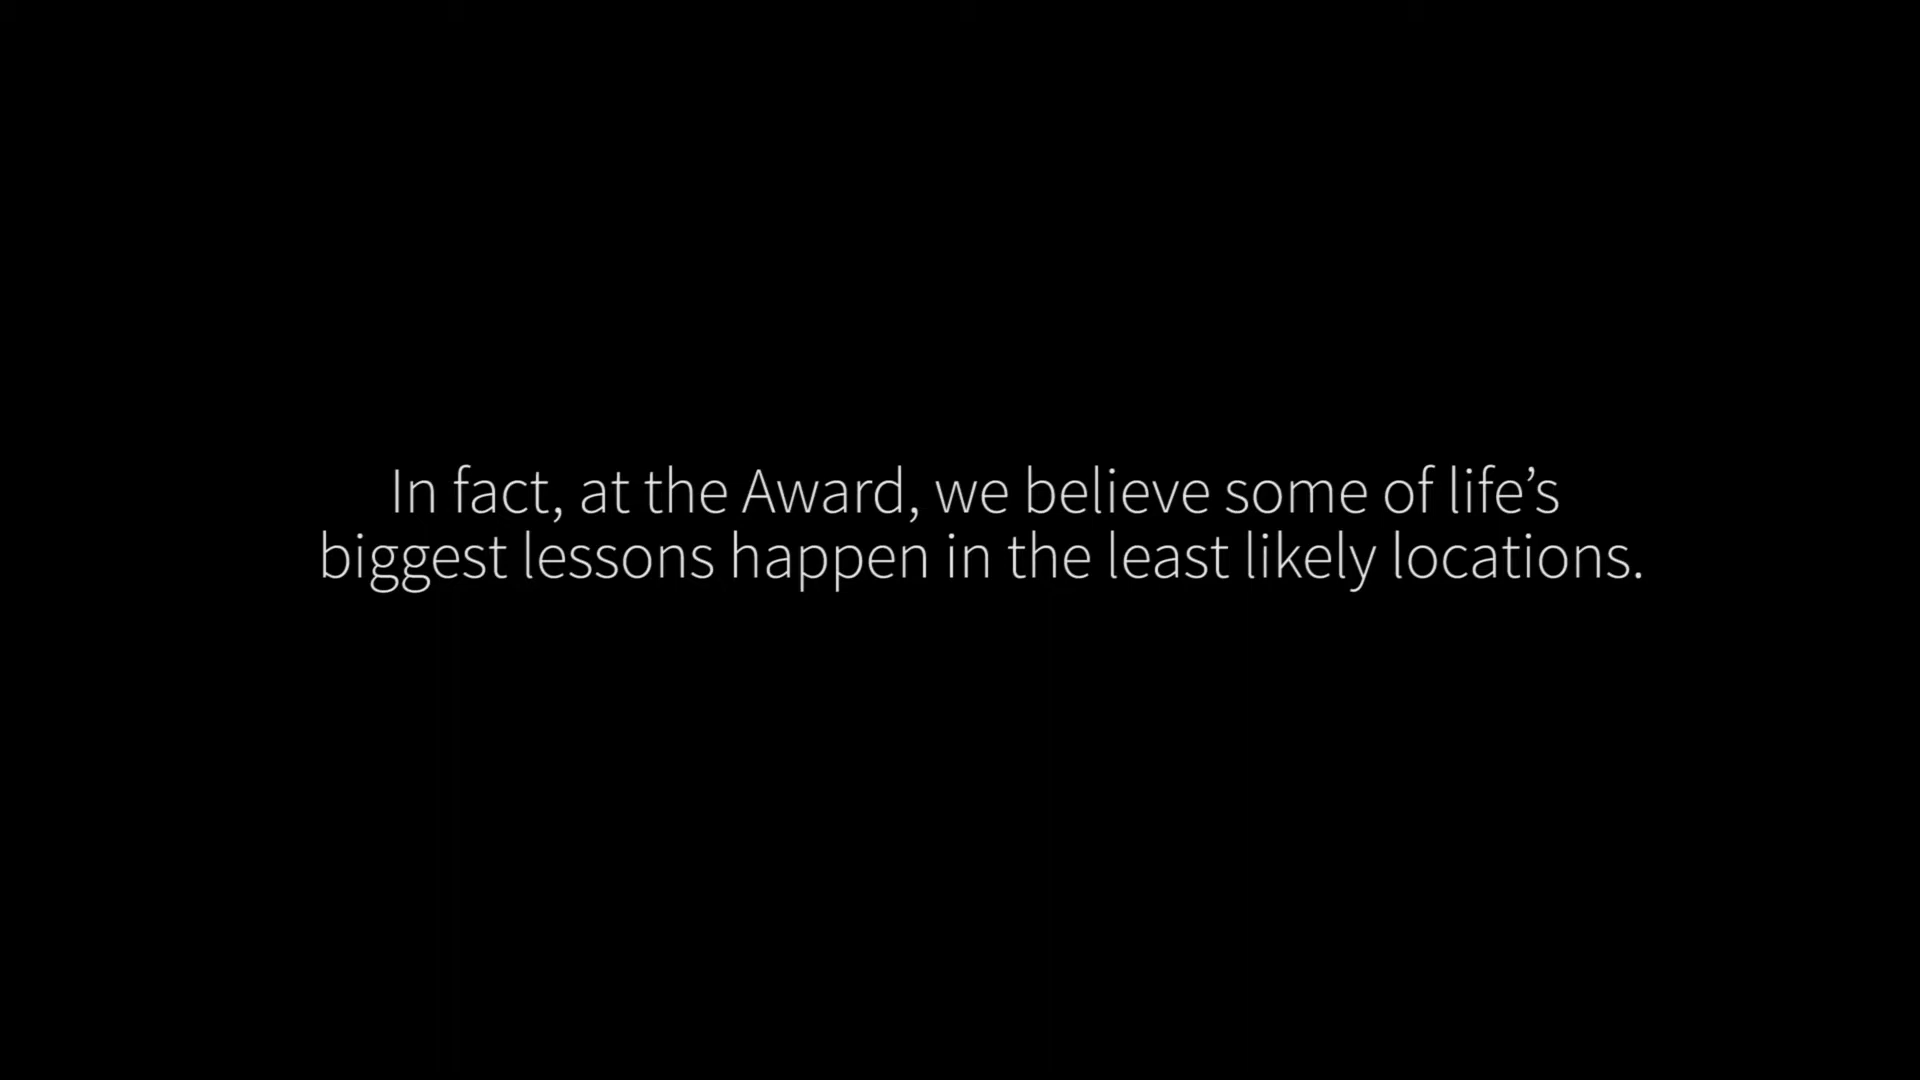 In fact, at the Award, we believe some of life’s
biggest lessons happen in the least likely locations.